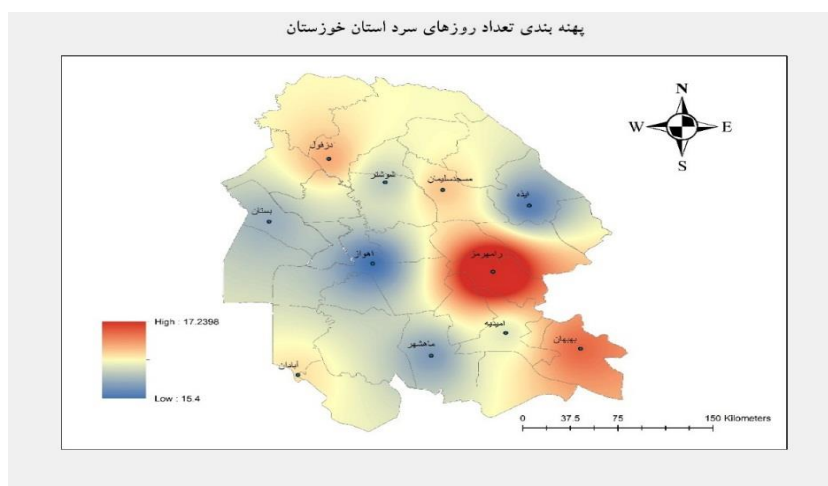 پهنه بندی تعداد روزهای سرد استان خوزستان
N
W E
S
دزفول
شوشتر
مسجدسلیمان
ایذه
بستان
اهواز
رامهرمز
امیدیه
بهبهان
ماهشهر
آبادان
High : 17.2398
Low : 15.4
0 37.5 75 150 Kilometers